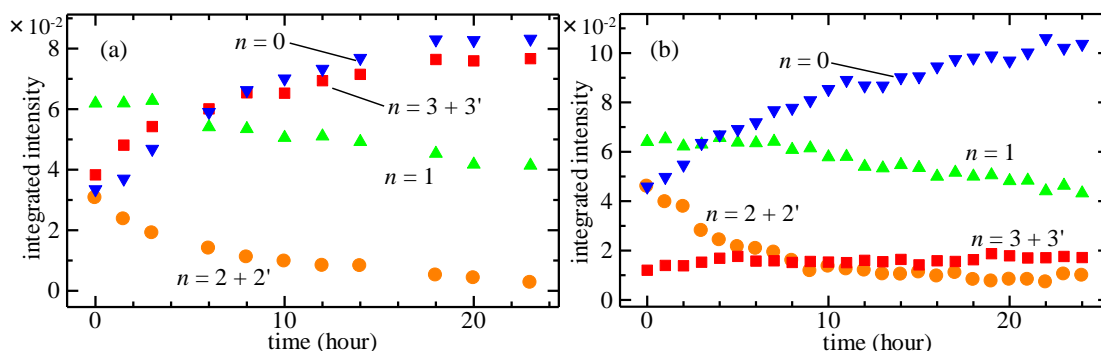 × 10⁻²
(a)
n = 0
n = 3 + 3'
n = 1
n = 2 + 2'
integrated intensity
8
6
4
2
0
0
10
20
time (hour)
× 10⁻²
(b)
n = 0
n = 1
n = 2 + 2'
n = 3 + 3'
integrated intensity
10
8
6
4
2
0
0
10
20
time (hour)